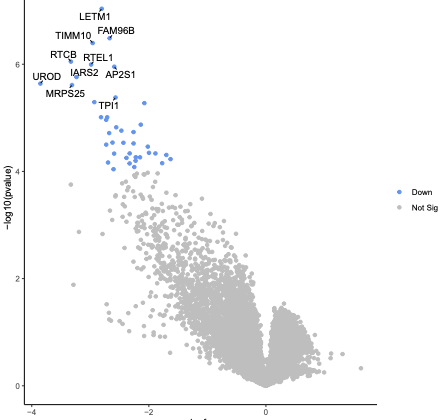 LETM1
FAM96B
TIMM10
RTCB
RTEL1
IARS2
AP2S1
UROD
MRPS25
TPI1
6
4
2
0
−log10(pvalue)
−4
−2
0
Down
Not Sig